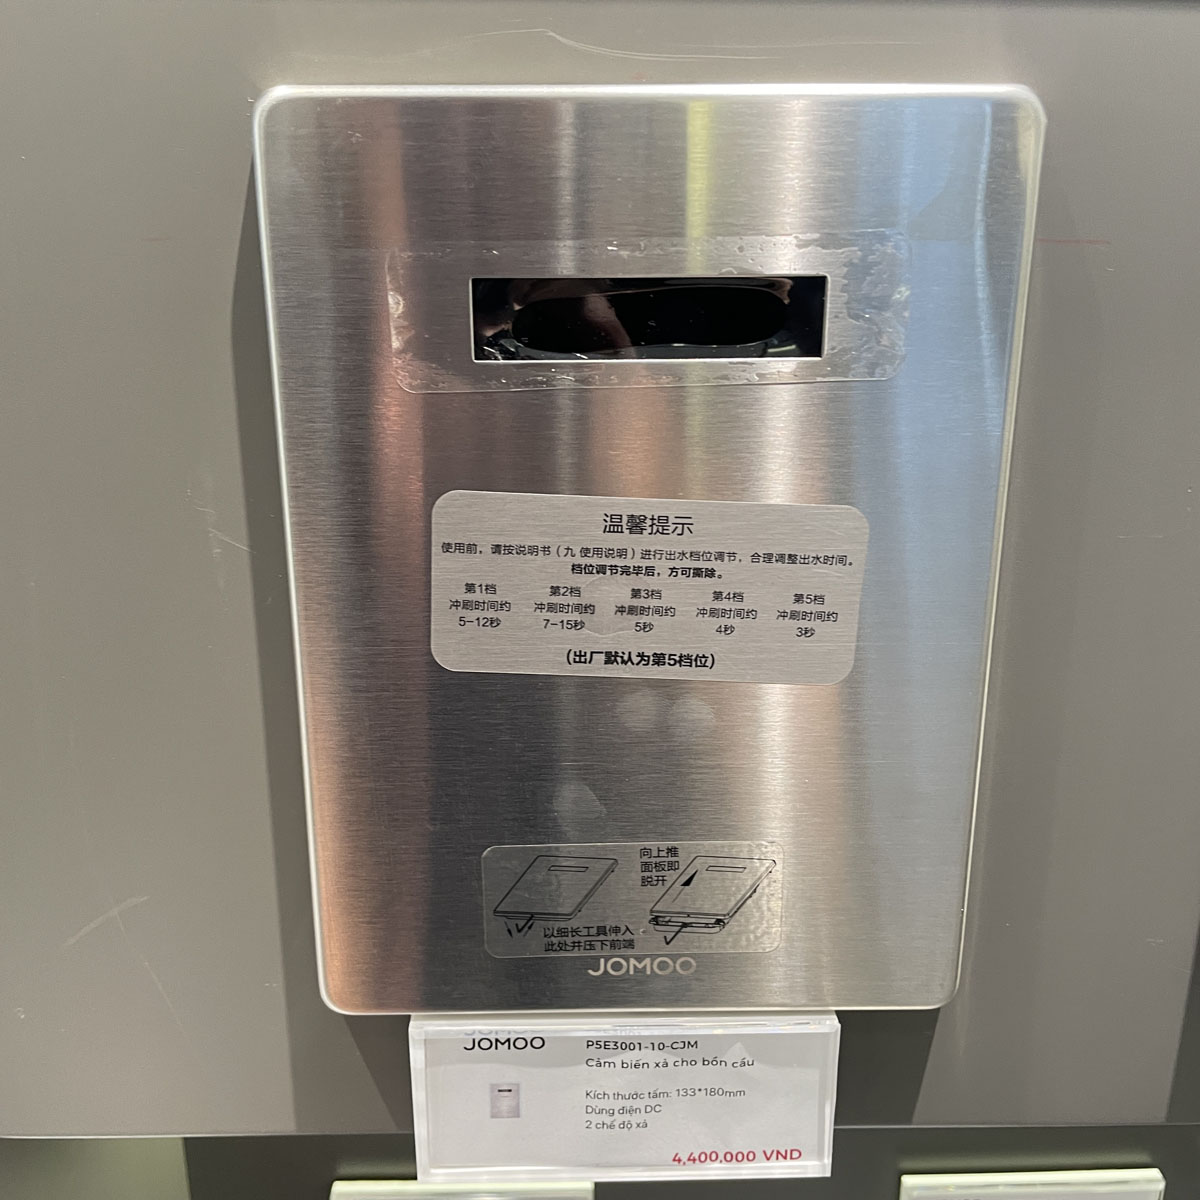 温馨提示
使用前，请按说明书（九 使用说明）进行出水档位调节，合理调整出水时间。
档位调节完毕后，方可撕除。
第1档 第2档 第3档 第4档 第5档
冲刷时间约 冲刷时间约 冲刷时间约 冲刷时间约 冲刷时间约
5-12秒 7-15秒 5秒 4秒 3秒
(出厂默认为第5档位)
向上推
面板即
脱开
以细长工具伸入
此处并压下前端
JOMOO
JOMOO
P5E3001-10-CJM
Cảm biến xả cho bồn cầu
Kích thước tấm: 133*180mm
Dùng điện DC
2 chế độ xả
4,400,000 VND